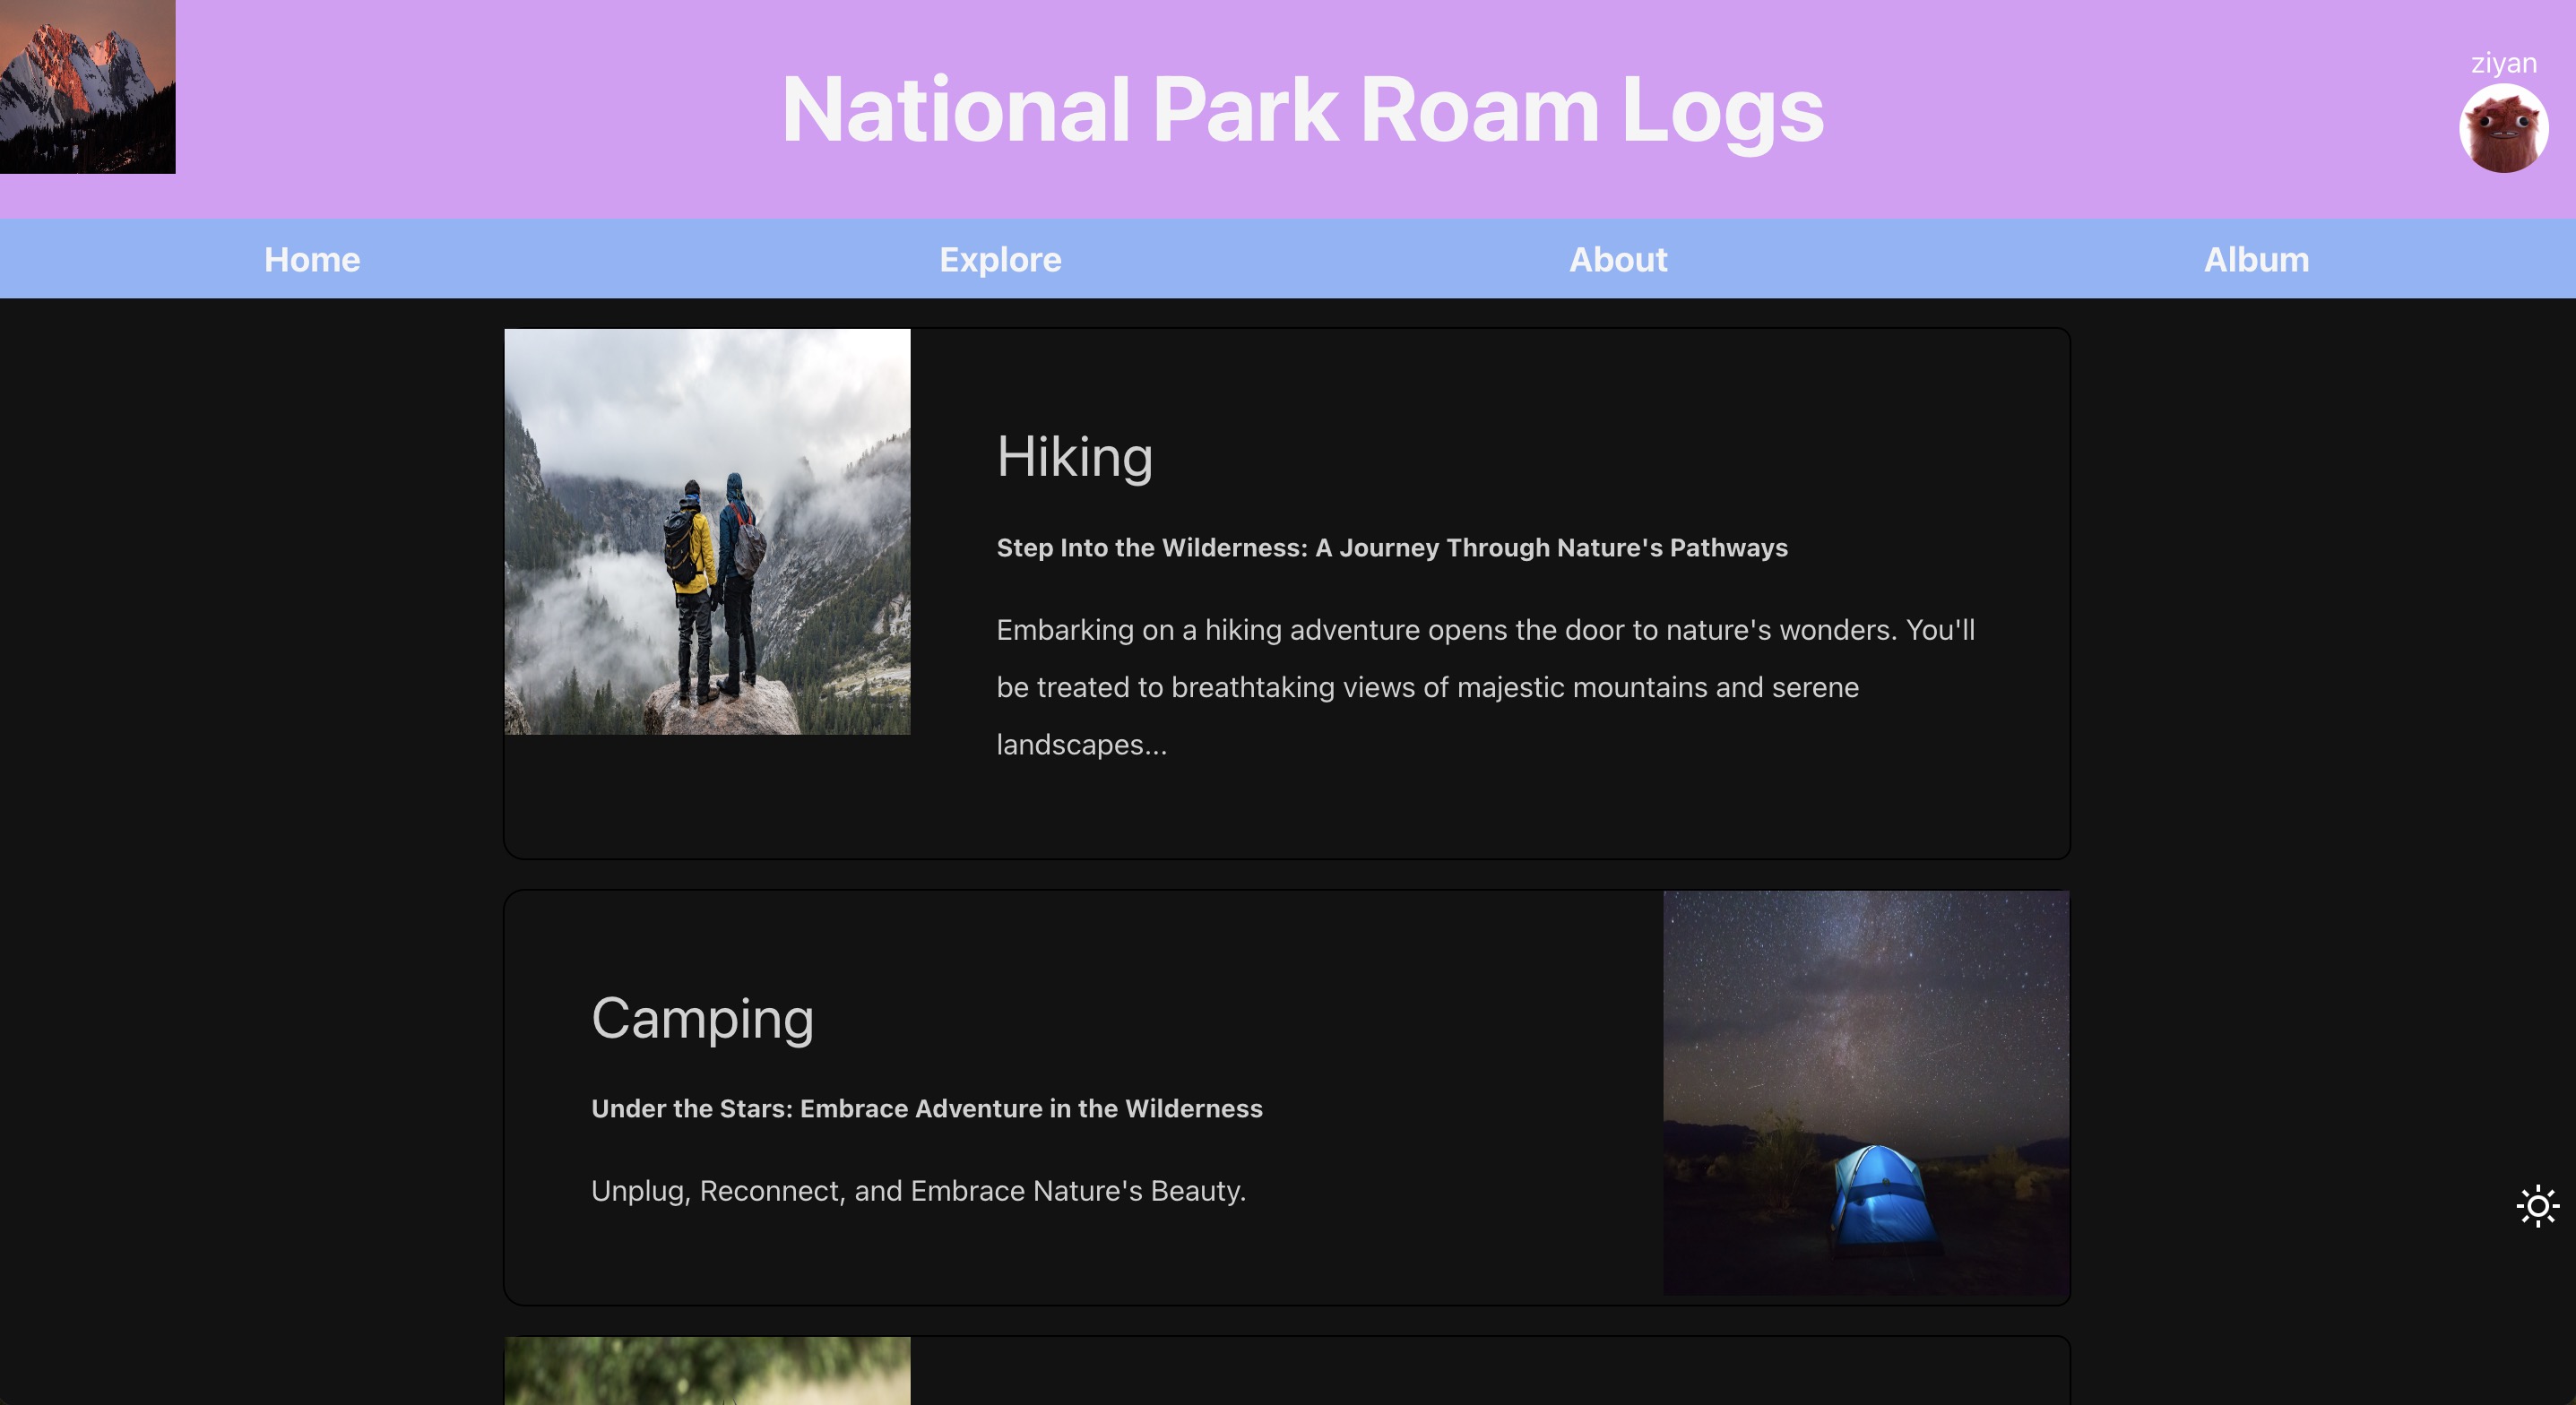 National Park Roam Logs
ziyan
Home
Explore
About
Album
Hiking
Step Into the Wilderness: A Journey Through Nature's Pathways
Embarking on a hiking adventure opens the door to nature's wonders. You'll
be treated to breathtaking views of majestic mountains and serene
landscapes...
Camping
Under the Stars: Embrace Adventure in the Wilderness
Unplug, Reconnect, and Embrace Nature's Beauty.